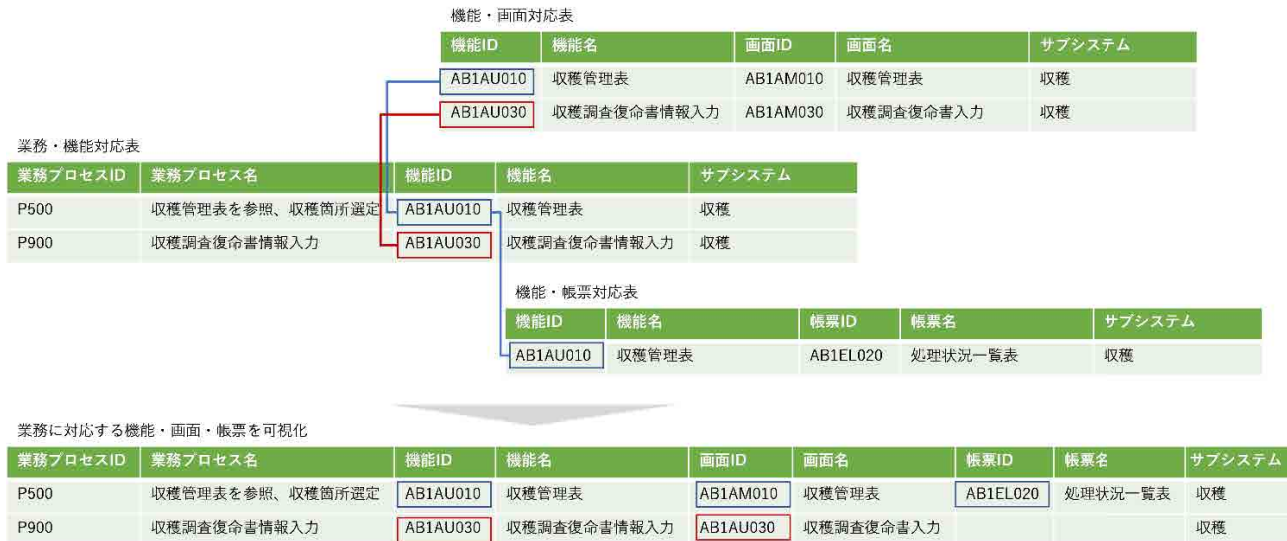 機能・画面対応表
機能ID 機能名 画面ID 画面名 サブシステム
AB1AU010 収穫管理表 AB1AM010 収穫管理表 収穫
AB1AU030 収穫調査復命書情報入力 AB1AM030 収穫調査復命書入力 収穫
業務・機能対応表
業務プロセスID 業務プロセス名 機能ID 機能名 サブシステム
P500 収穫管理表を参照、収穫箇所選定 AB1AU010 収穫管理表 収穫
P900 収穫調査復命書情報入力 AB1AU030 収穫調査復命書情報入力 収穫
機能・帳票対応表
機能ID 機能名 帳票ID 帳票名 サブシステム
AB1AU010 収穫管理表 AB1EL020 処理状況一覧表 収穫
業務に対応する機能・画面・帳票を可視化
業務プロセスID 業務プロセス名 機能ID 機能名 画面ID 画面名 帳票ID 帳票名 サブシステム
P500 収穫管理表を参照、収穫箇所選定 AB1AU010 収穫管理表 AB1AM010 収穫管理表 AB1EL020 処理状況一覧表 収穫
P900 収穫調査復命書情報入力 AB1AU030 収穫調査復命書情報入力 AB1AU030 収穫調査復命書入力 収穫